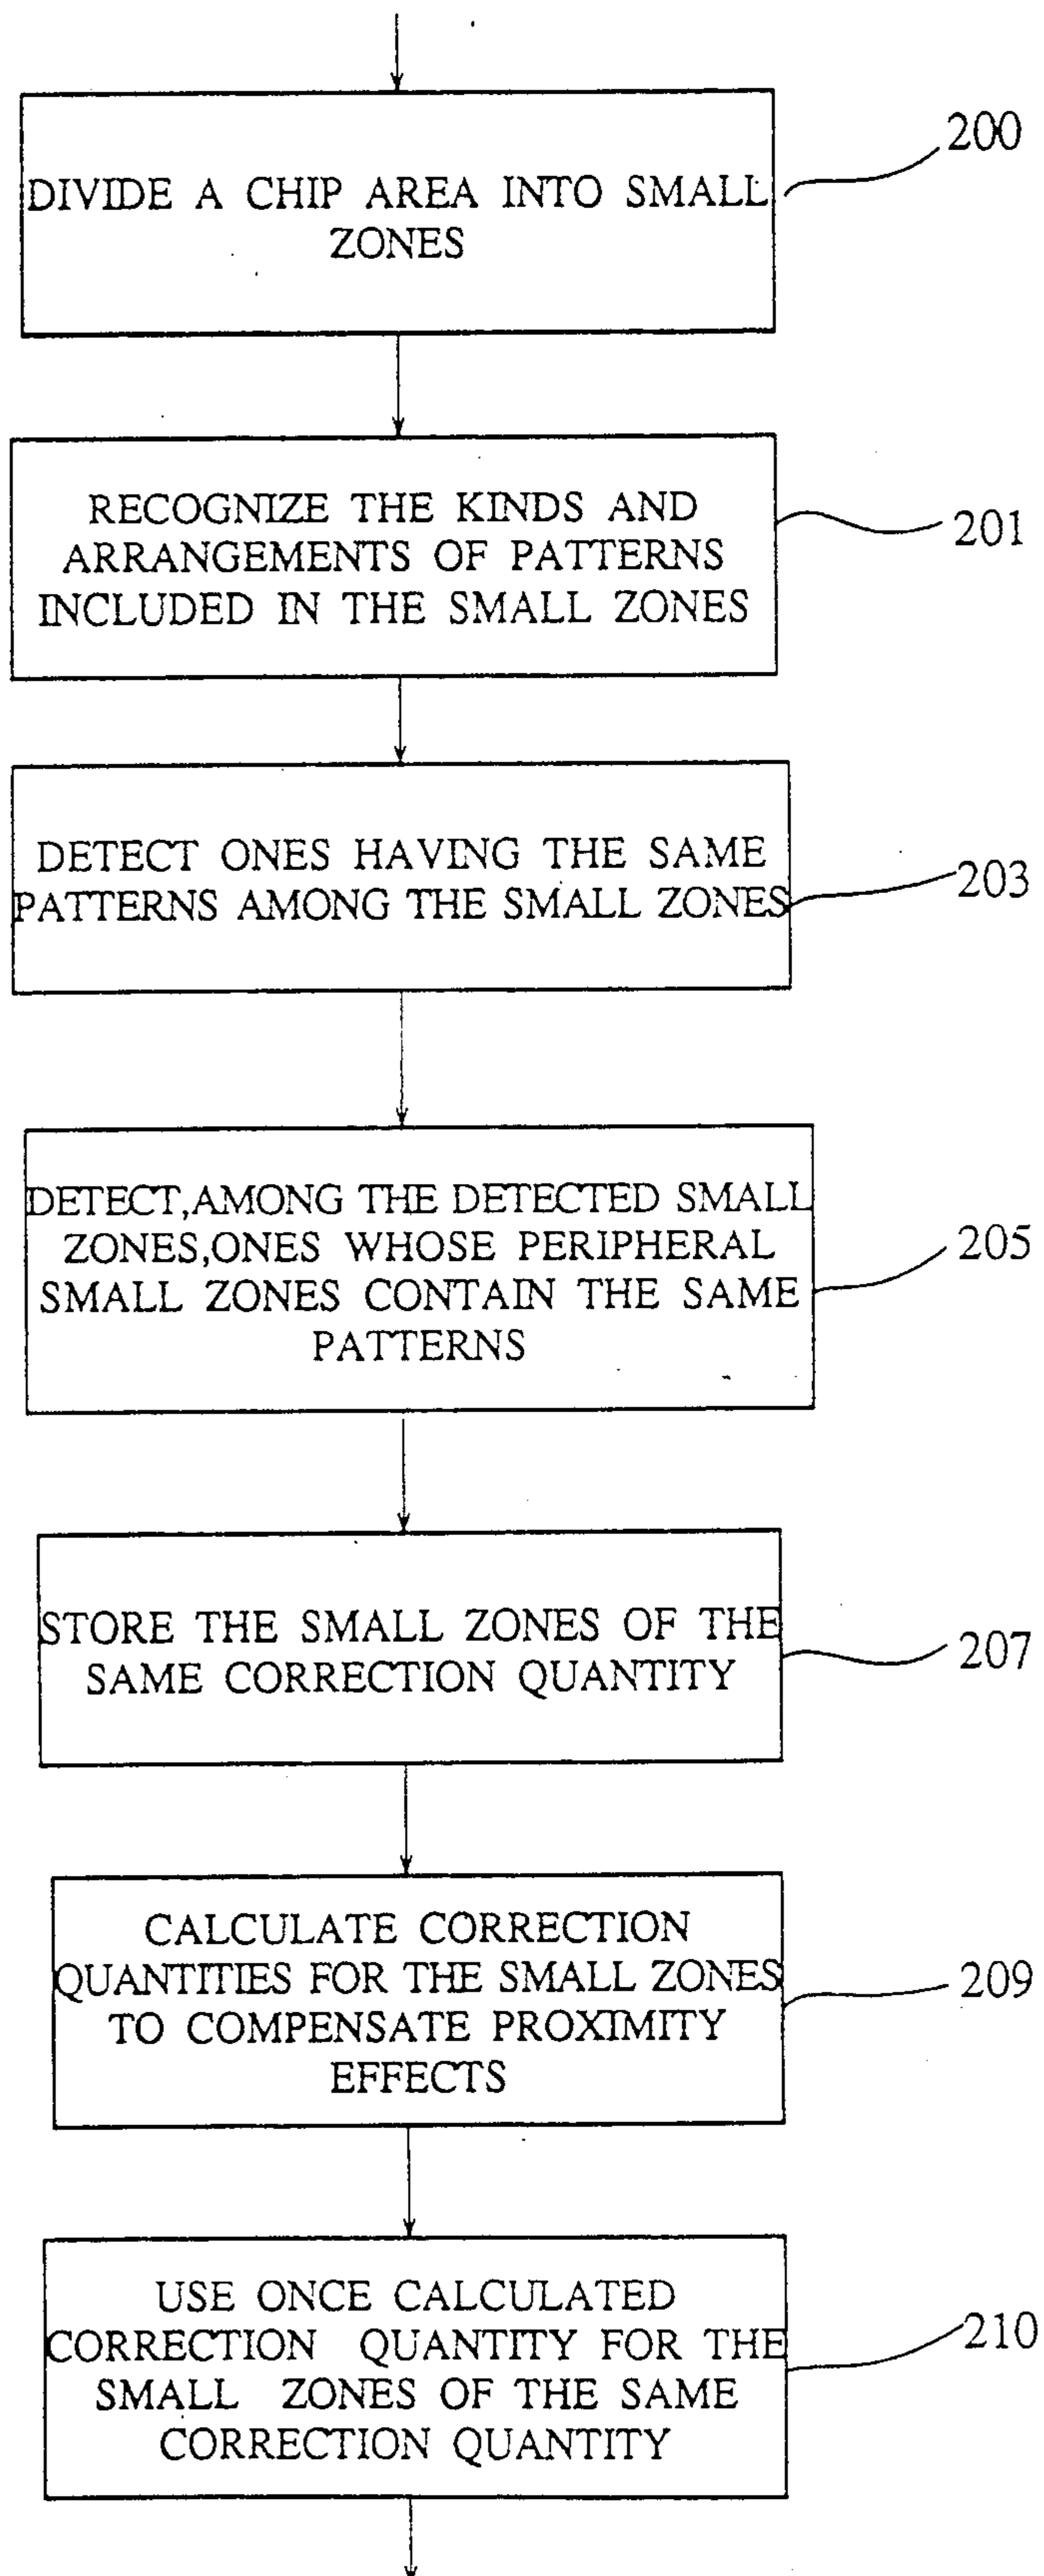 DIVIDE A CHIP AREA INTO SMALL
ZONES
200
RECOGNIZE THE KINDS AND
ARRANGEMENTS OF PATTERNS
INCLUDED IN THE SMALL ZONES
201
DETECT ONES HAVING THE SAME
PATTERNS AMONG THE SMALL ZONES
203
DETECT,AMONG THE DETECTED SMALL
ZONES,ONES WHOSE PERIPHERAL
SMALL ZONES CONTAIN THE SAME
PATTERNS
205
STORE THE SMALL ZONES OF THE
SAME CORRECTION QUANTITY
207
CALCULATE CORRECTION
QUANTITIES FOR THE SMALL ZONES
TO COMPENSATE PROXIMITY
EFFECTS
209
USE ONCE CALCULATED
CORRECTION QUANTITY FOR THE
SMALL ZONES OF THE SAME
CORRECTION QUANTITY
210